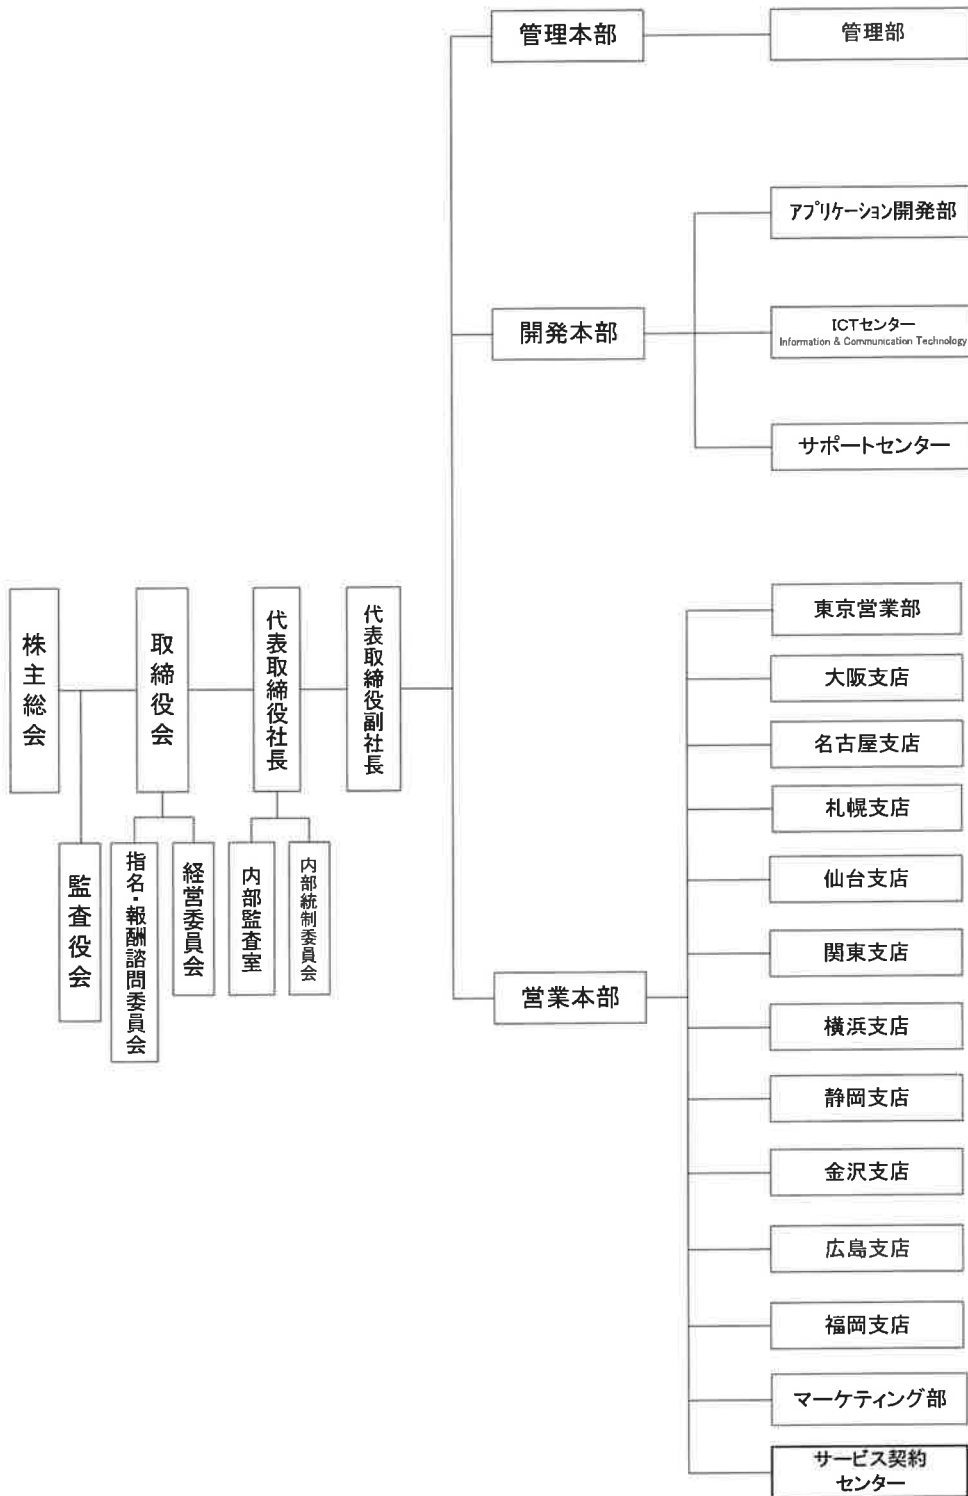 管理本部
管理部
アプリケーション開発部
開発本部
ICTセンター
Information & Communication Technology
サポートセンター
株主総会
取締役会
代表取締役社長
代表取締役副社長
監査役会
指名・報酬諮問委員会
経営委員会
内部監査室
内部統制委員会
営業本部
東京営業部
大阪支店
名古屋支店
札幌支店
仙台支店
関東支店
横浜支店
静岡支店
金沢支店
広島支店
福岡支店
マーケティング部
サービス契約
センター